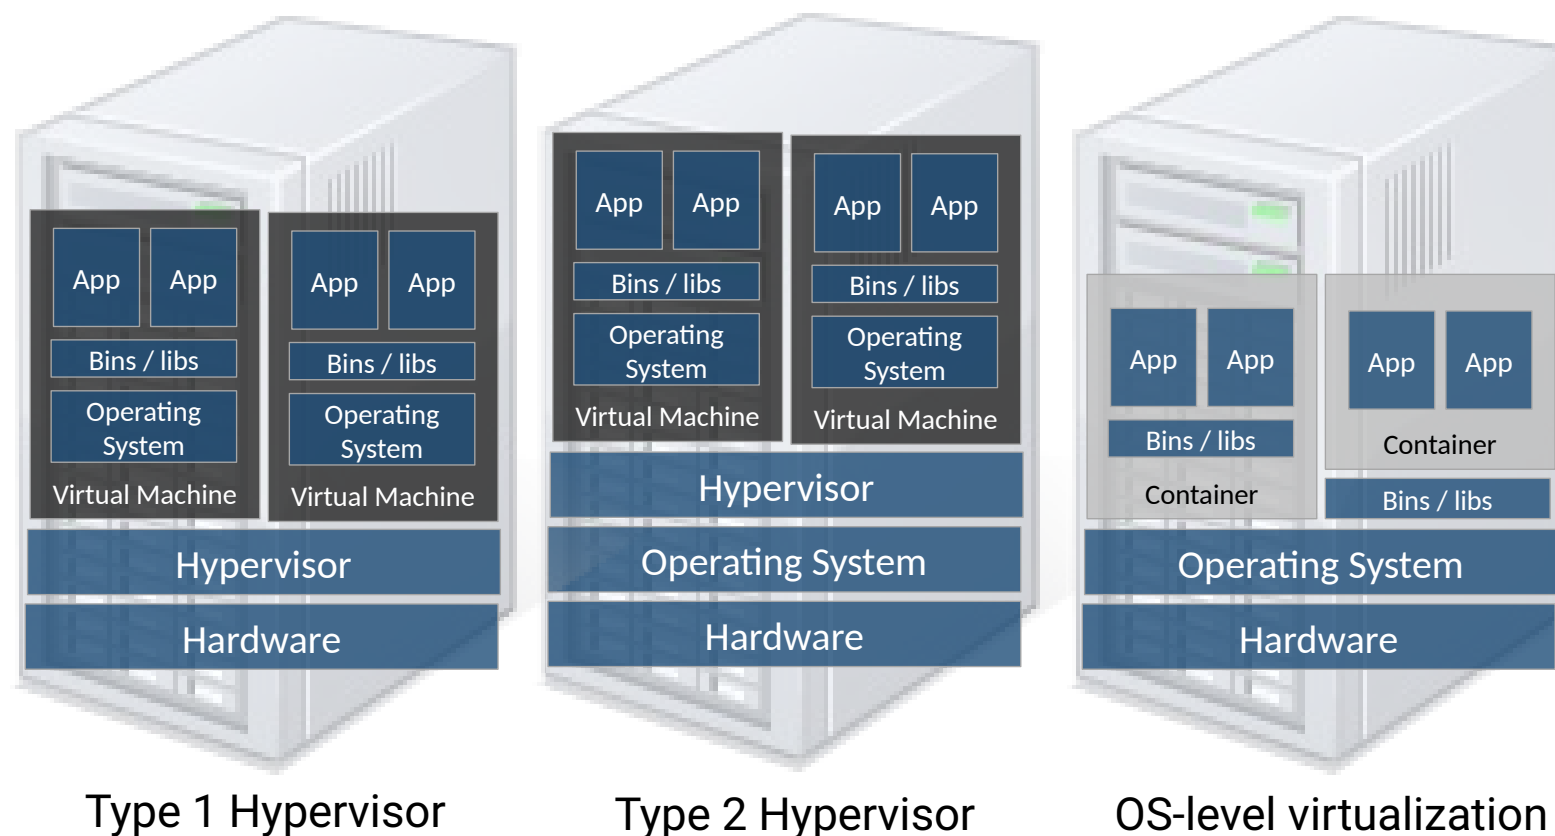 App App
Bins / libs
Operating
System
Virtual Machine
App App
Bins / libs
Operating
System
Virtual Machine
Hypervisor
Hardware
Type 1 Hypervisor
App App
Bins / libs
Operating
System
Virtual Machine
App App
Bins / libs
Operating
System
Virtual Machine
Hypervisor
Operating System
Hardware
Type 2 Hypervisor
App App
Bins / libs
Container
App App
Container
Bins / libs
Operating System
Hardware
OS-level virtualization